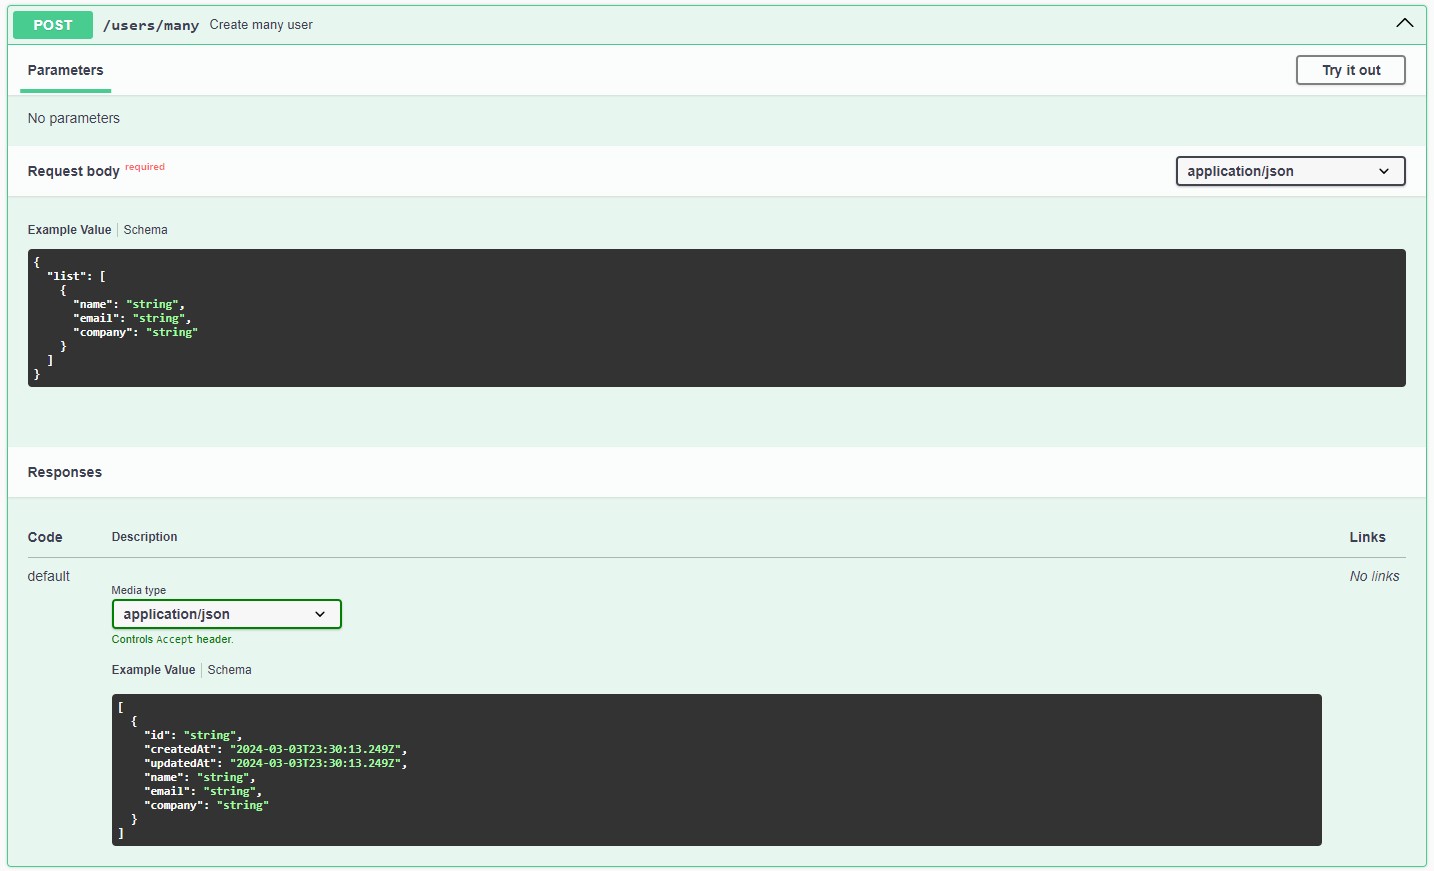 POST /users/many Create many user
Parameters
Try it out
No parameters
Request body required
application/json
Example Value | Schema
{
  "list": [
    {
      "name": "string",
      "email": "string",
      "company": "string"
    }
  ]
}
Responses
Code Description Links
default No links
Media type
application/json
Controls Accept header.
Example Value | Schema
[
  {
    "id": "string",
    "createdAt": "2024-03-03T23:30:13.249Z",
    "updatedAt": "2024-03-03T23:30:13.249Z",
    "name": "string",
    "email": "string",
    "company": "string"
  }
]